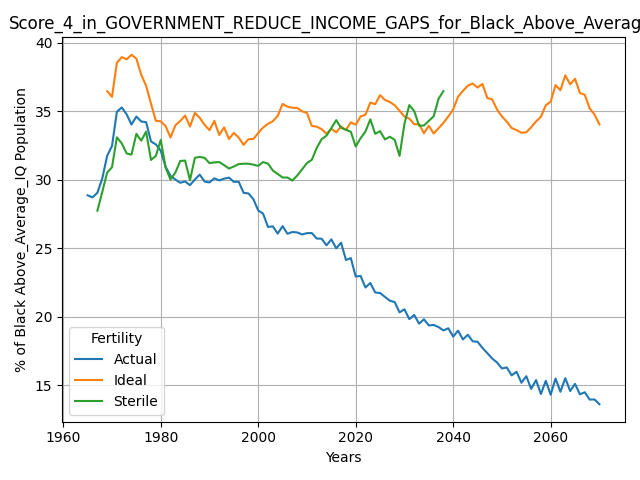 Score_4_in_GOVERNMENT_REDUCE_INCOME_GAPS_for_Black_Above_Averag
% of Black Above_Average_IQ Population
40
35
30
25
20
15
Fertility
Actual
Ideal
Sterile
1960
1980
2000
2020
2040
2060
Years